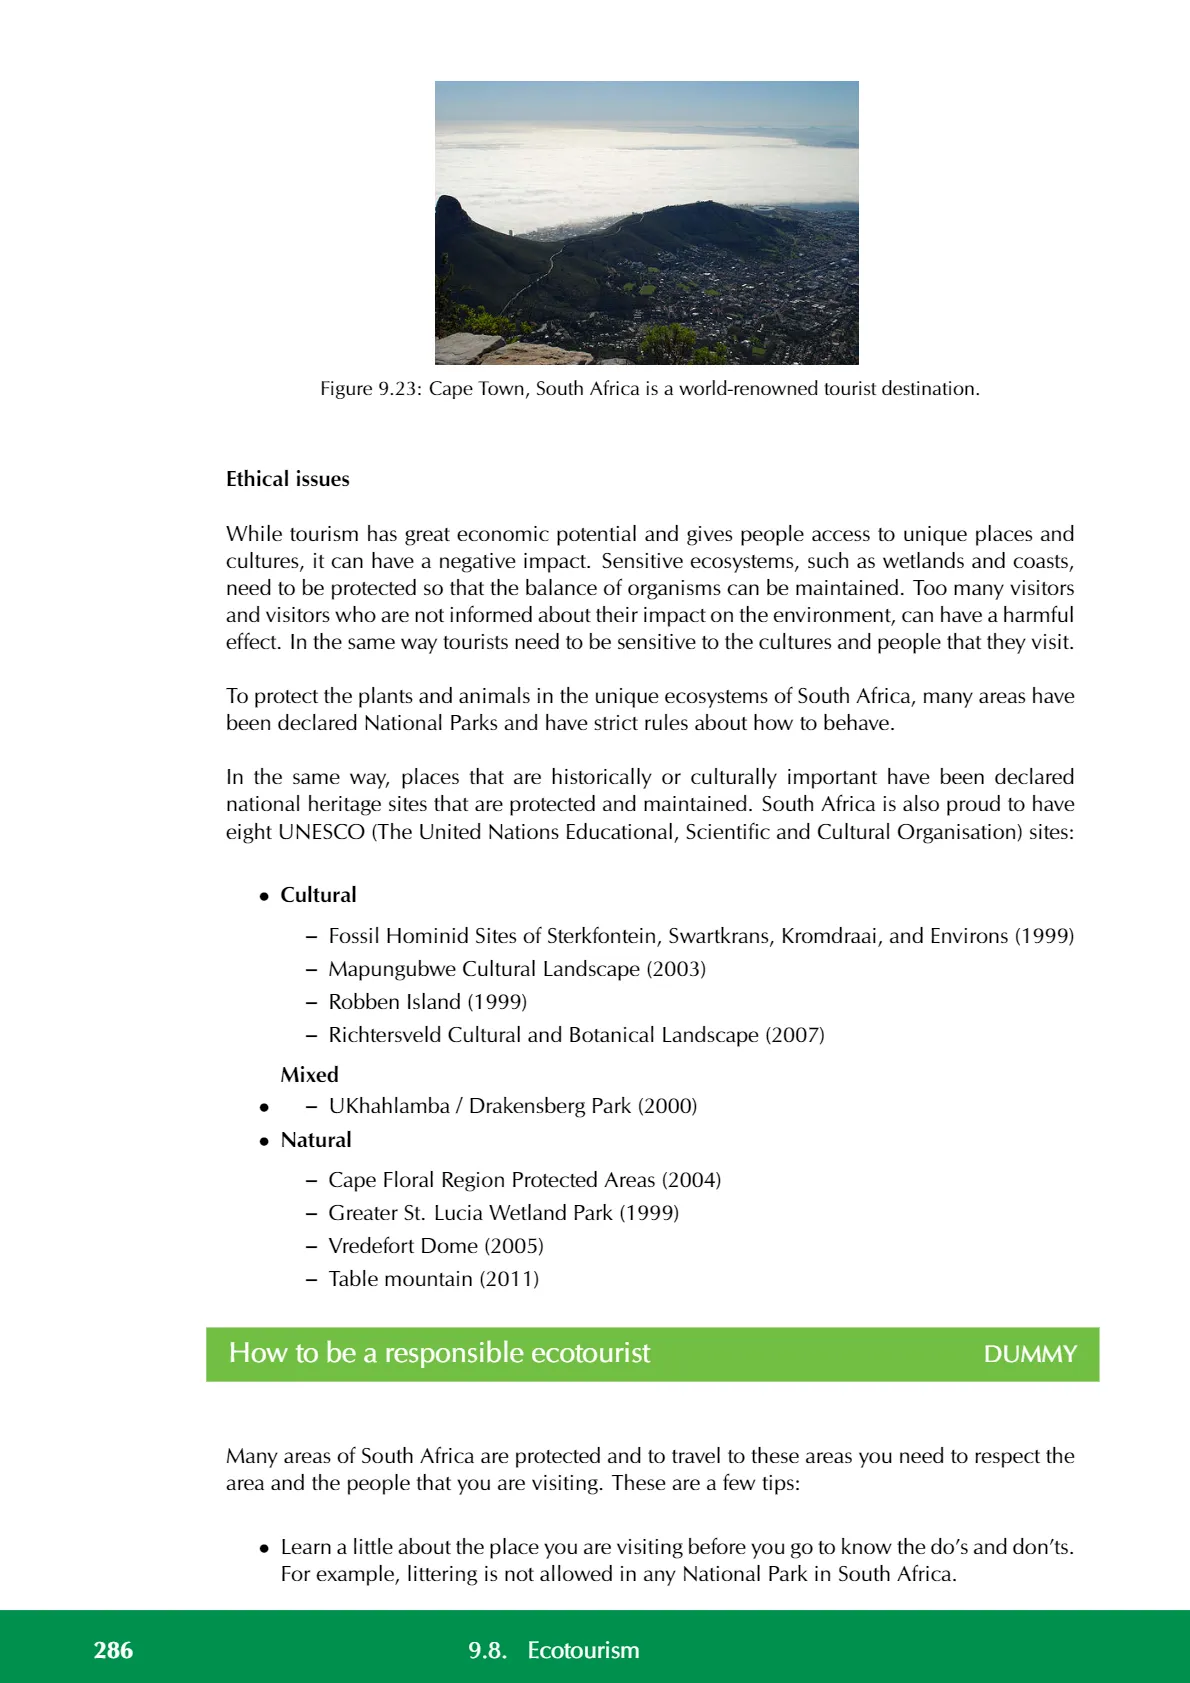 Figure 9.23: Cape Town, South Africa is a world-renowned tourist destination.
Ethical issues
While tourism has great economic potential and gives people access to unique places and
cultures, it can have a negative impact. Sensitive ecosystems, such as wetlands and coasts,
need to be protected so that the balance of organisms can be maintained. Too many visitors
and visitors who are not informed about their impact on the environment, can have a harmful
effect. In the same way tourists need to be sensitive to the cultures and people that they visit.
To protect the plants and animals in the unique ecosystems of South Africa, many areas have
been declared National Parks and have strict rules about how to behave.
In the same way, places that are historically or culturally important have been declared
national heritage sites that are protected and maintained. South Africa is also proud to have
eight UNESCO (The United Nations Educational, Scientific and Cultural Organisation) sites:
• Cultural
– Fossil Hominid Sites of Sterkfontein, Swartkrans, Kromdraai, and Environs (1999)
– Mapungubwe Cultural Landscape (2003)
– Robben Island (1999)
– Richtersveld Cultural and Botanical Landscape (2007)
Mixed
• – UKhahlamba / Drakensberg Park (2000)
• Natural
– Cape Floral Region Protected Areas (2004)
– Greater St. Lucia Wetland Park (1999)
– Vredefort Dome (2005)
– Table mountain (2011)
How to be a responsible ecotourist DUMMY
Many areas of South Africa are protected and to travel to these areas you need to respect the
area and the people that you are visiting. These are a few tips:
• Learn a little about the place you are visiting before you go to know the do's and don'ts.
For example, littering is not allowed in any National Park in South Africa.
286 9.8. Ecotourism